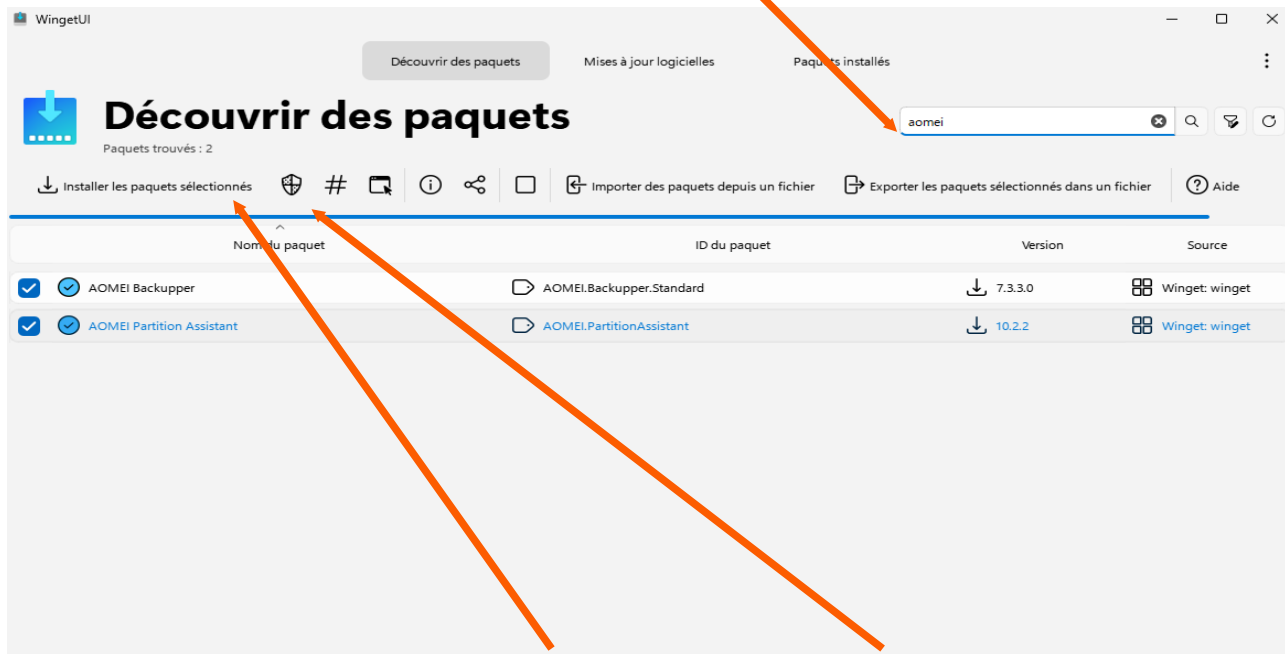 WingetUI
Découvrir des paquets Mises à jour logicielles Paquets installés
Découvrir des paquets
aomei
Paquets trouvés : 2
Installer les paquets sélectionnés # Importer des paquets depuis un fichier Exporter les paquets sélectionnés dans un fichier Aide
Nom du paquet ID du paquet Version Source
AOMEI Backupper AOMEI.Backupper.Standard 7.3.3.0 Winget: winget
AOMEI Partition Assistant AOMEI.PartitionAssistant 10.2.2 Winget: winget